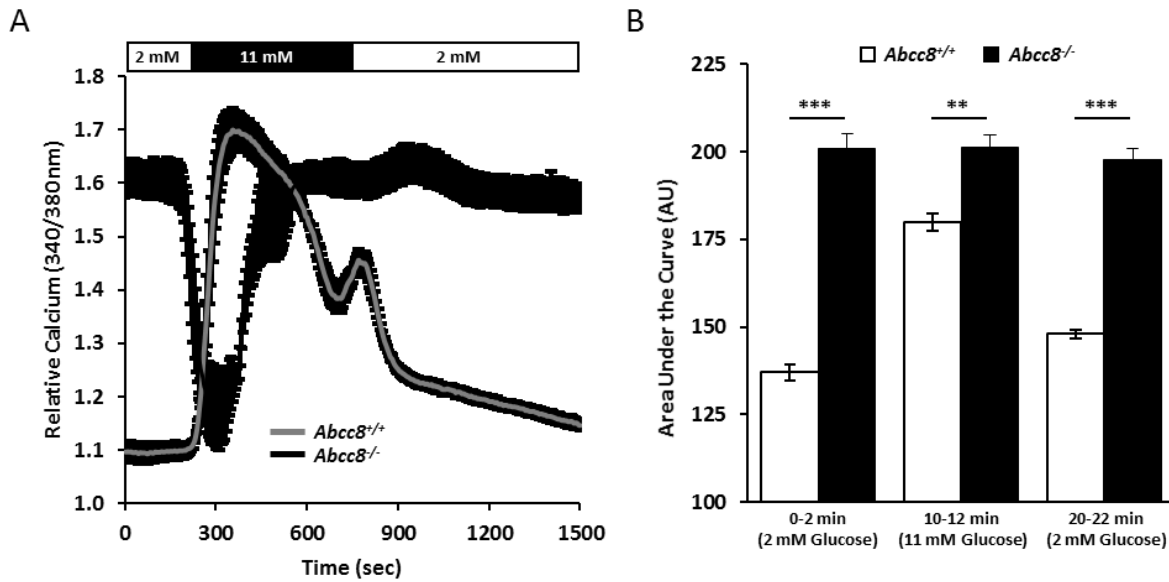 A
2 mM 11 mM 2 mM
1.8
1.7
1.6
1.5
1.4
1.3
1.2
1.1
1.0
Relative Calcium (340/380nm)
Abcc8+/+
Abcc8-/-
0 300 600 900 1200 1500
Time (sec)
B
Abcc8+/+ Abcc8-/-
225
200
175
150
125
100
Area Under the Curve (AU)
*** ** ***
0-2 min 10-12 min 20-22 min
(2 mM Glucose) (11 mM Glucose) (2 mM Glucose)